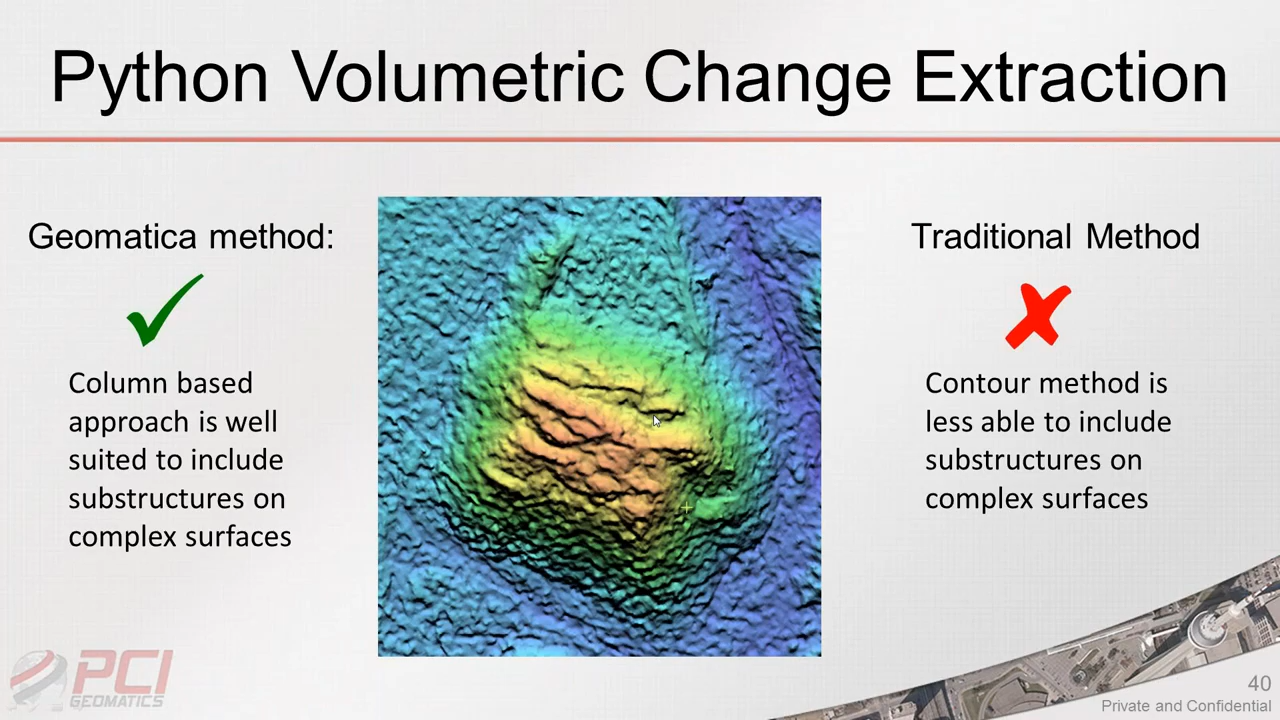 Python Volumetric Change Extraction
Geomatica method:
Column based
approach is well
suited to include
substructures on
complex surfaces
Traditional Method
Contour method is
less able to include
substructures on
complex surfaces
PCI
GEOMATICS
40
Private and Confidential